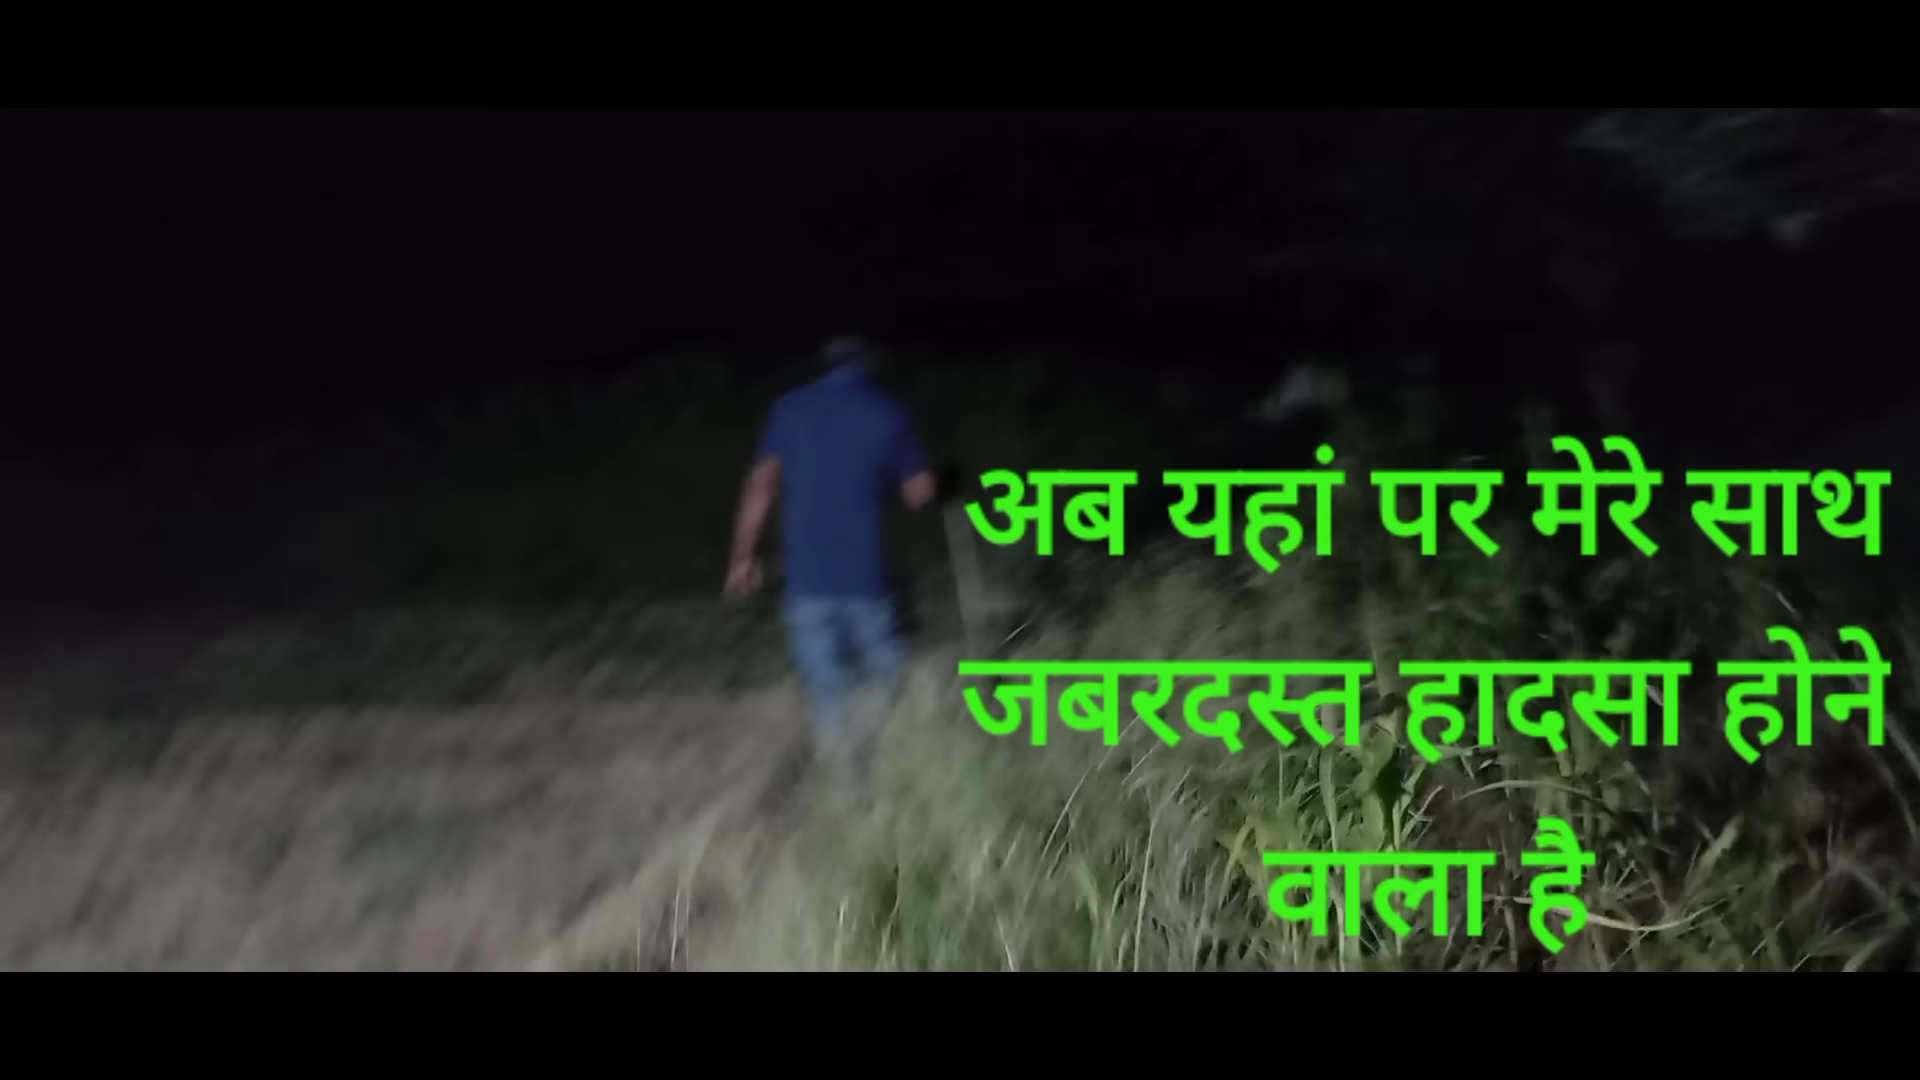 अब यहां पर मेरे साथ
जबरदस्त हादसा होने
वाला है